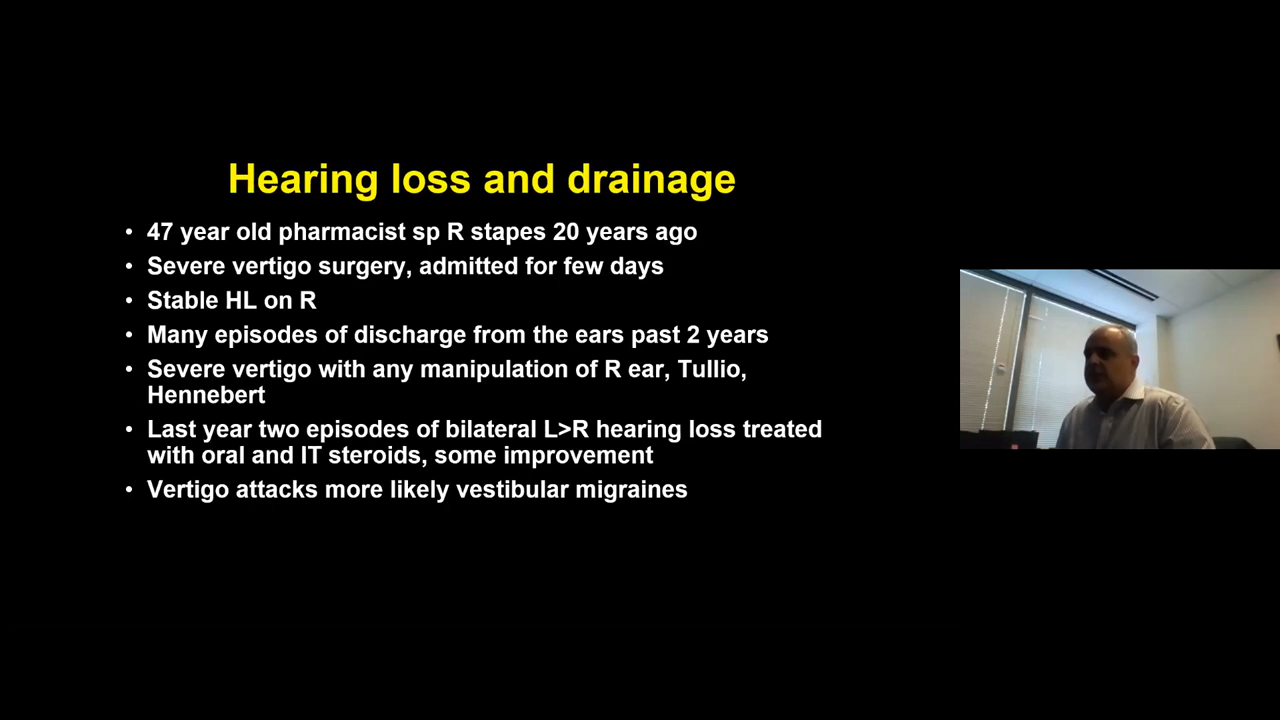 Hearing loss and drainage
• 47 year old pharmacist sp R stapes 20 years ago
• Severe vertigo surgery, admitted for few days
• Stable HL on R
• Many episodes of discharge from the ears past 2 years
• Severe vertigo with any manipulation of R ear, Tullio,
Hennebert
• Last year two episodes of bilateral L>R hearing loss treated
with oral and IT steroids, some improvement
• Vertigo attacks more likely vestibular migraines